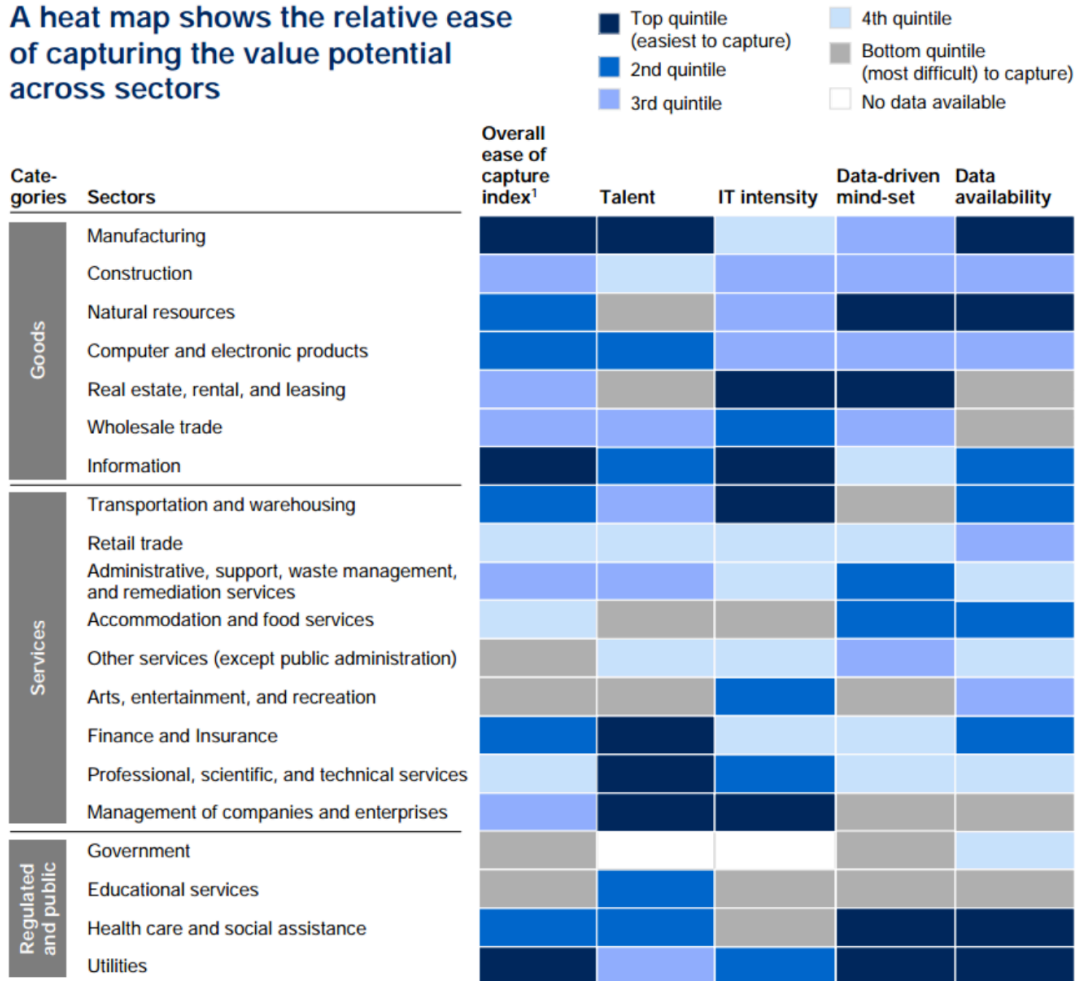 A heat map shows the relative ease
of capturing the value potential
across sectors
Top quintile
(easiest to capture)
2nd quintile
3rd quintile
4th quintile
Bottom quintile
(most difficult) to capture)
No data available
Cate-
gories
Sectors
Overall
ease of
capture
index1
Talent
IT intensity
Data-driven
mind-set
Data
availability
Goods
Manufacturing
Construction
Natural resources
Computer and electronic products
Real estate, rental, and leasing
Wholesale trade
Information
Services
Transportation and warehousing
Retail trade
Administrative, support, waste management,
and remediation services
Accommodation and food services
Other services (except public administration)
Arts, entertainment, and recreation
Finance and Insurance
Professional, scientific, and technical services
Management of companies and enterprises
Regulated
and public
Government
Educational services
Health care and social assistance
Utilities